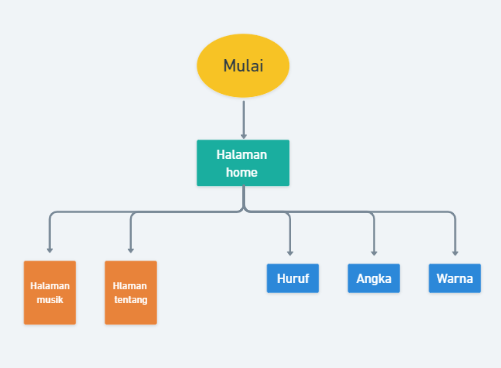 Mulai
Halaman
home
Halaman
musik
Hlaman
tentang
Huruf
Angka
Warna